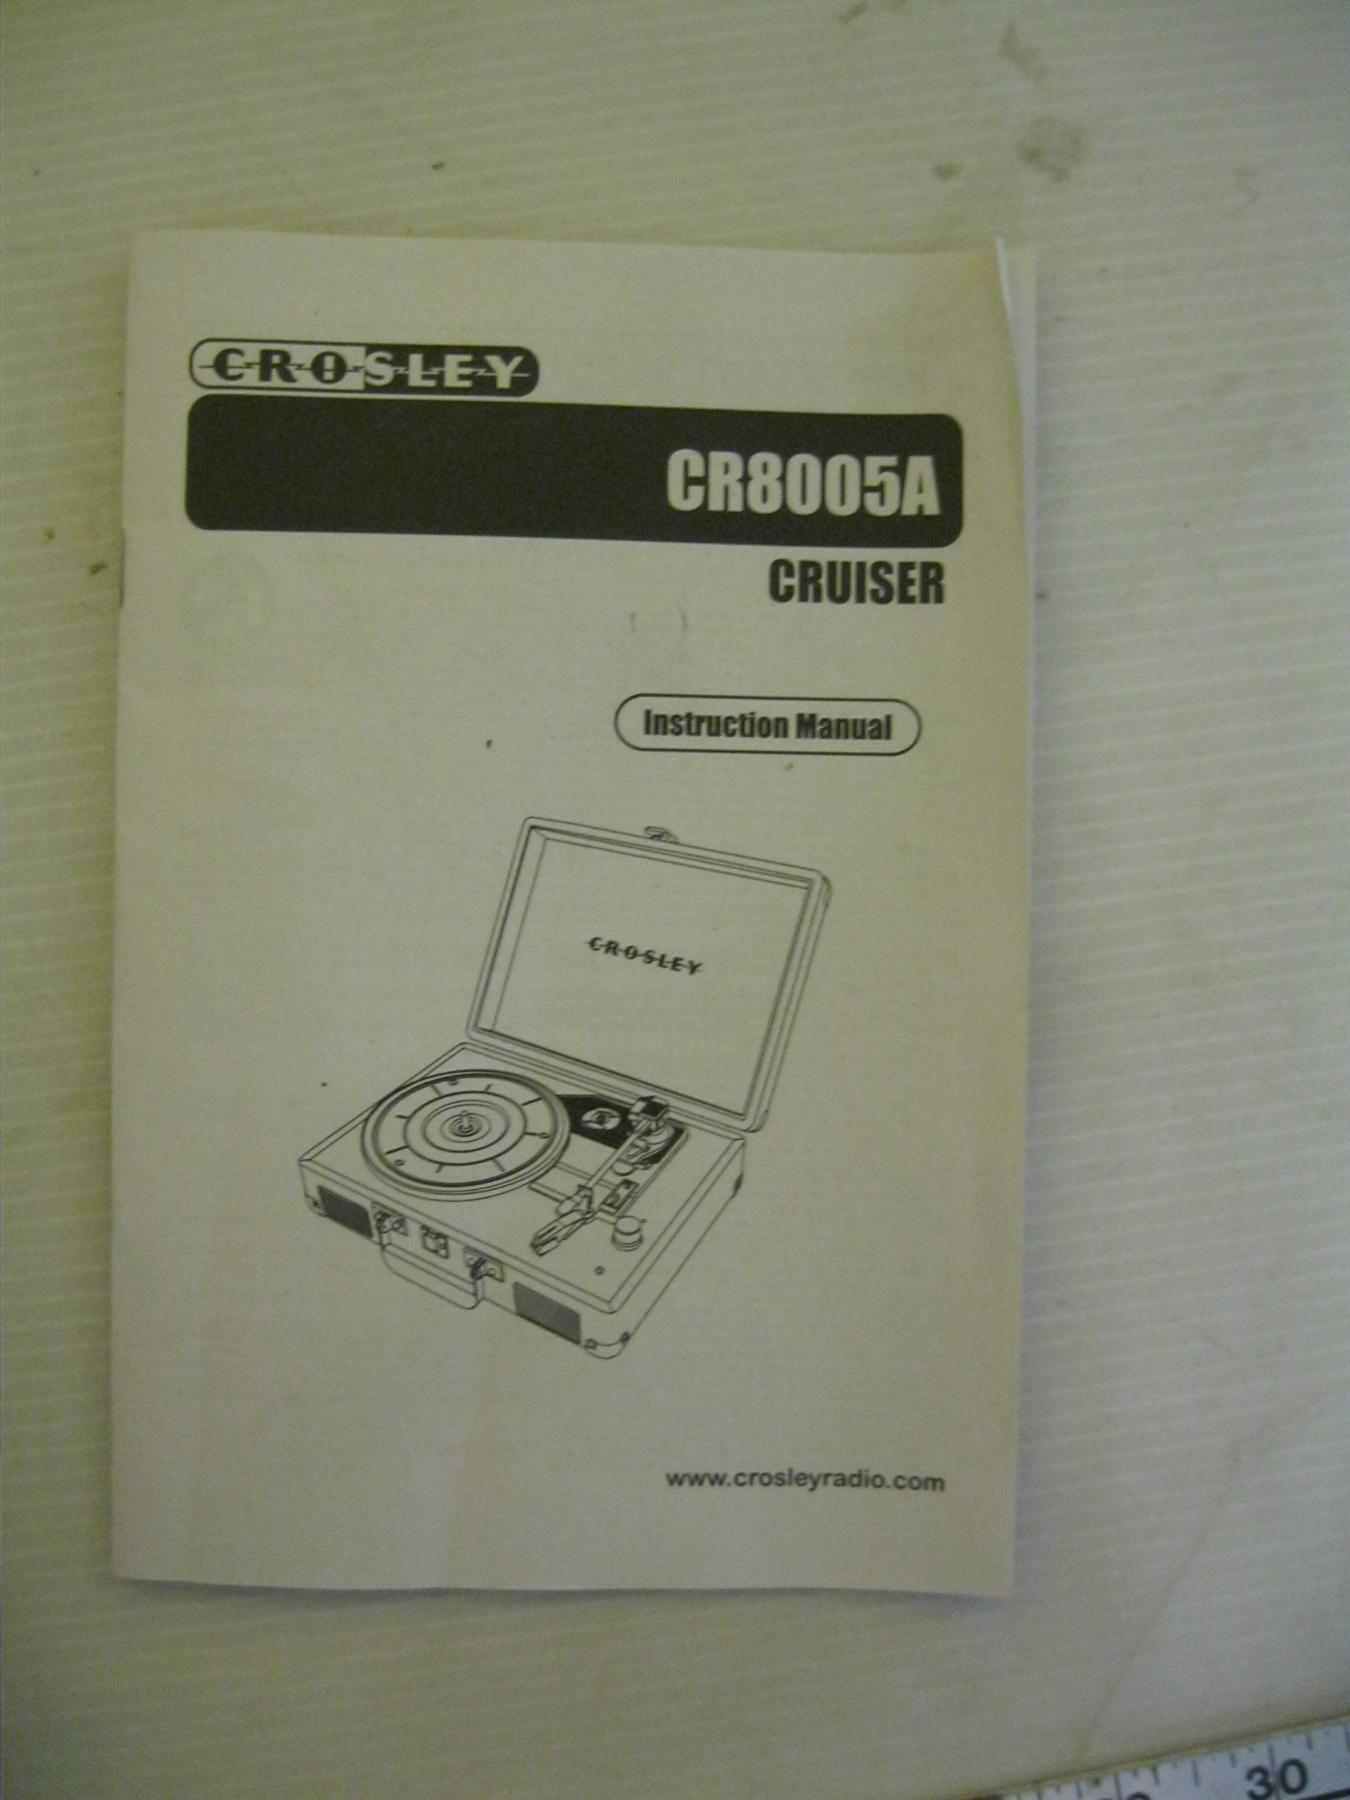 CROSLEY
CR8005A
CRUISER
Instruction Manual
CROSLEY
www.crosleyradio.com
30